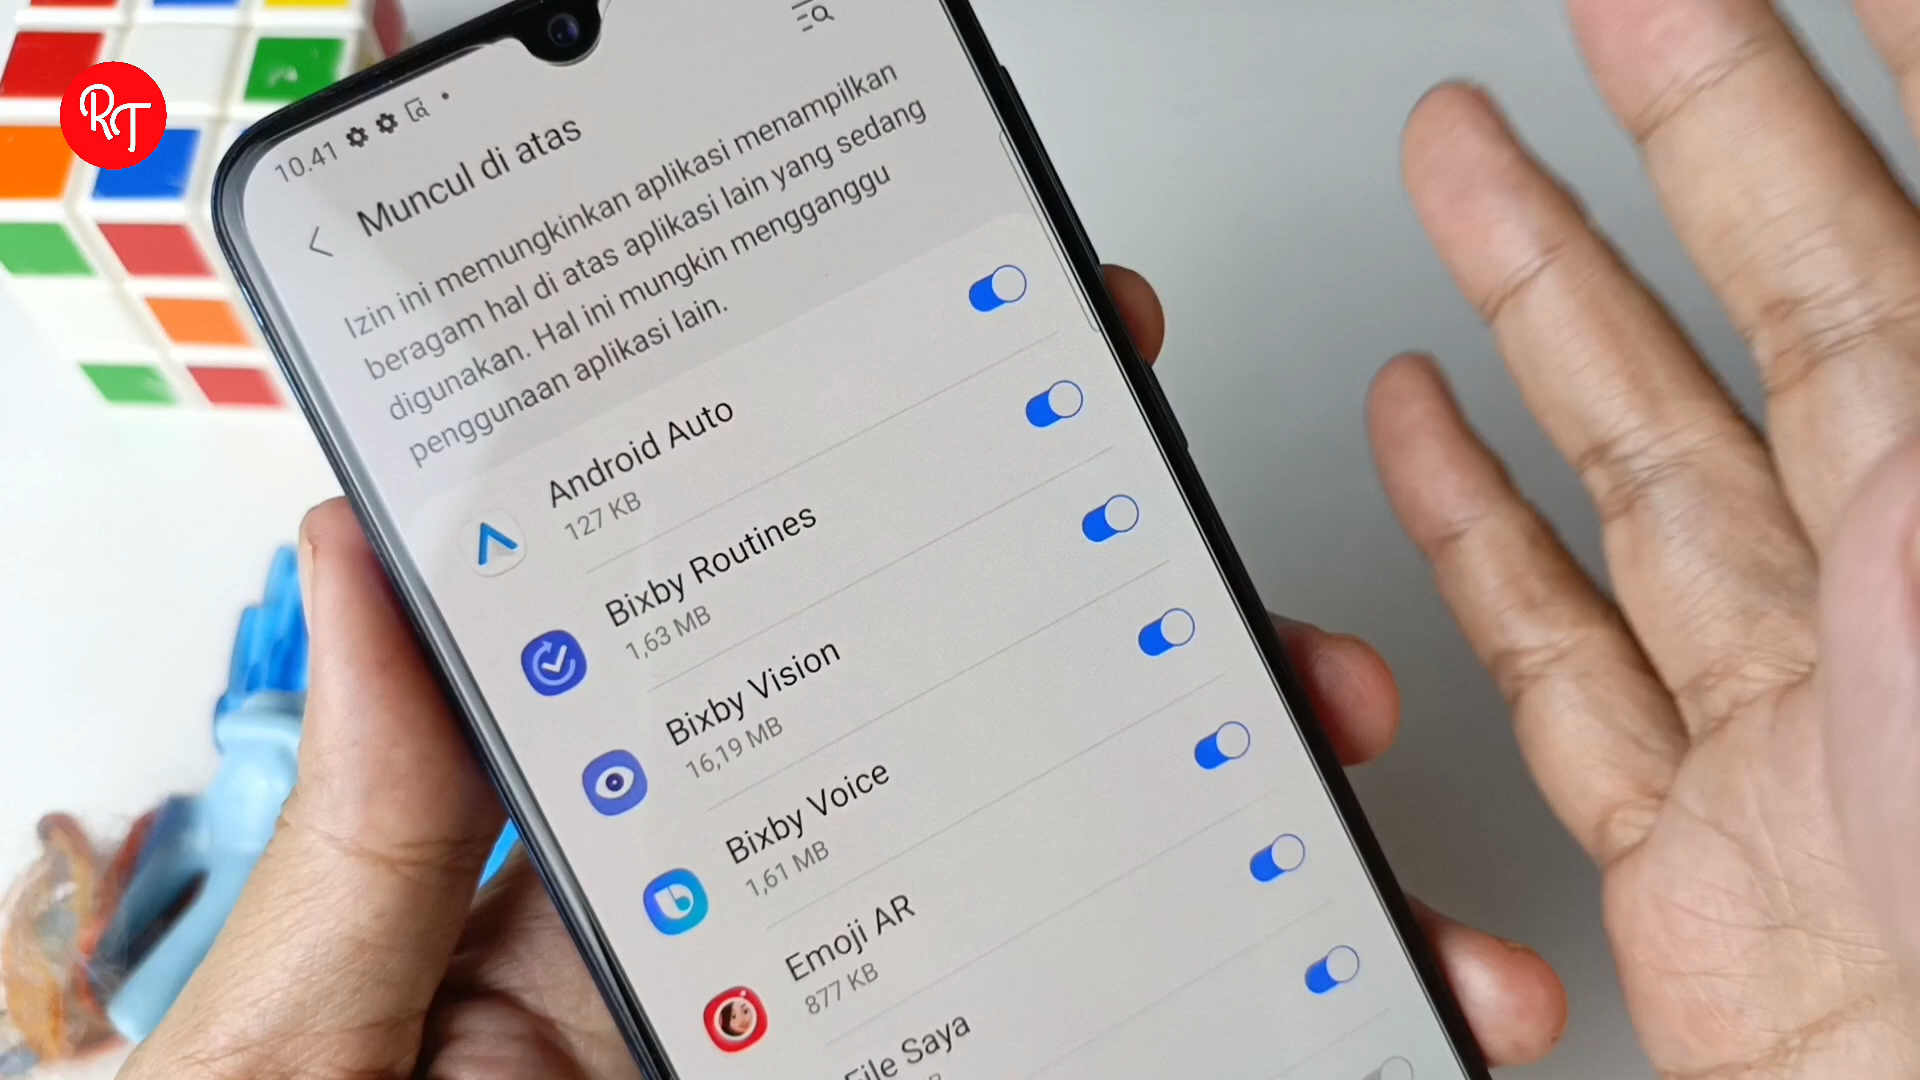 RT
10.41
Muncul di atas
Izin ini memungkinkan aplikasi menampilkan
beragam hal di atas aplikasi lain yang sedang
digunakan. Hal ini mungkin mengganggu
penggunaan aplikasi lain.
Android Auto
127 KB
Bixby Routines
1,63 MB
Bixby Vision
16,19 MB
Bixby Voice
1,61 MB
Emoji AR
877 KB
File Saya